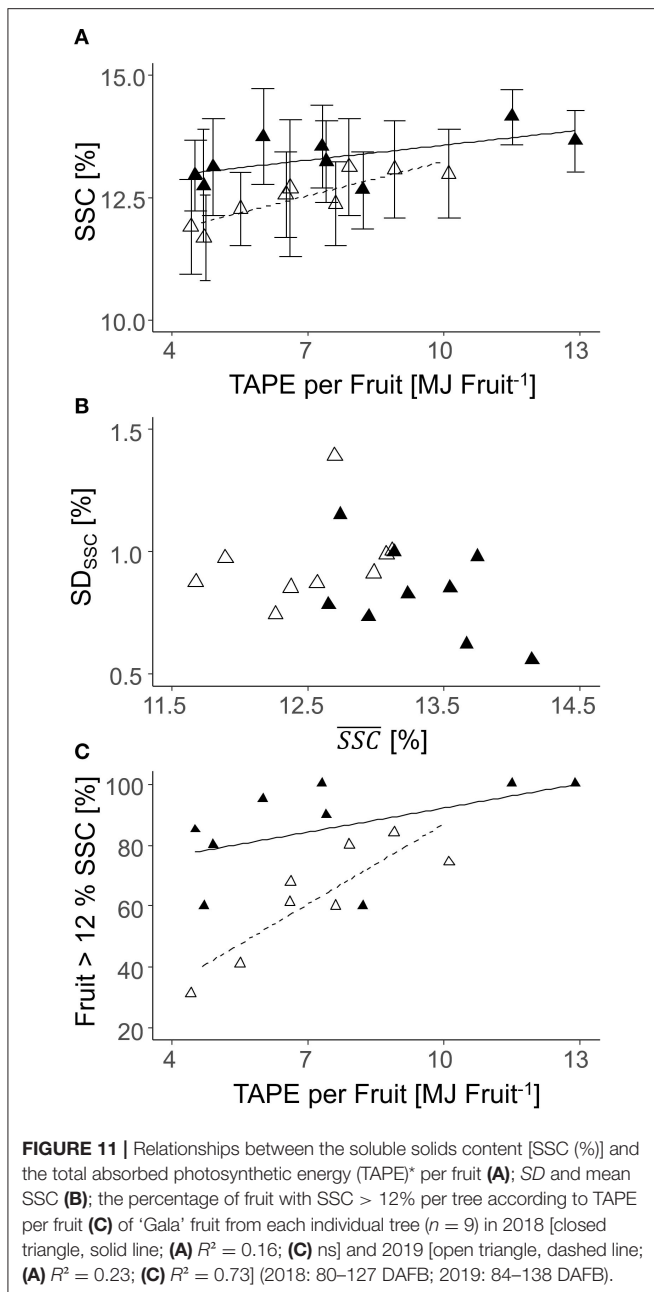 A
15.0
12.5
10.0
SSC [%]
4 7 10 13
TAPE per Fruit [MJ Fruit⁻¹]
B
1.5
1.0
0.5
SD_SSC [%]
11.5 12.5 13.5 14.5
S̅S̅C̅ [%]
C
100
80
60
40
20
Fruit > 12 % SSC [%]
4 7 10 13
TAPE per Fruit [MJ Fruit⁻¹]
FIGURE 11 | Relationships between the soluble solids content [SSC (%)] and
the total absorbed photosynthetic energy (TAPE)* per fruit (A); SD and mean
SSC (B); the percentage of fruit with SSC > 12% per tree according to TAPE
per fruit (C) of ‘Gala’ fruit from each individual tree (n = 9) in 2018 [closed
triangle, solid line; (A) R² = 0.16; (C) ns] and 2019 [open triangle, dashed line;
(A) R² = 0.23; (C) R² = 0.73] (2018: 80–127 DAFB; 2019: 84–138 DAFB).